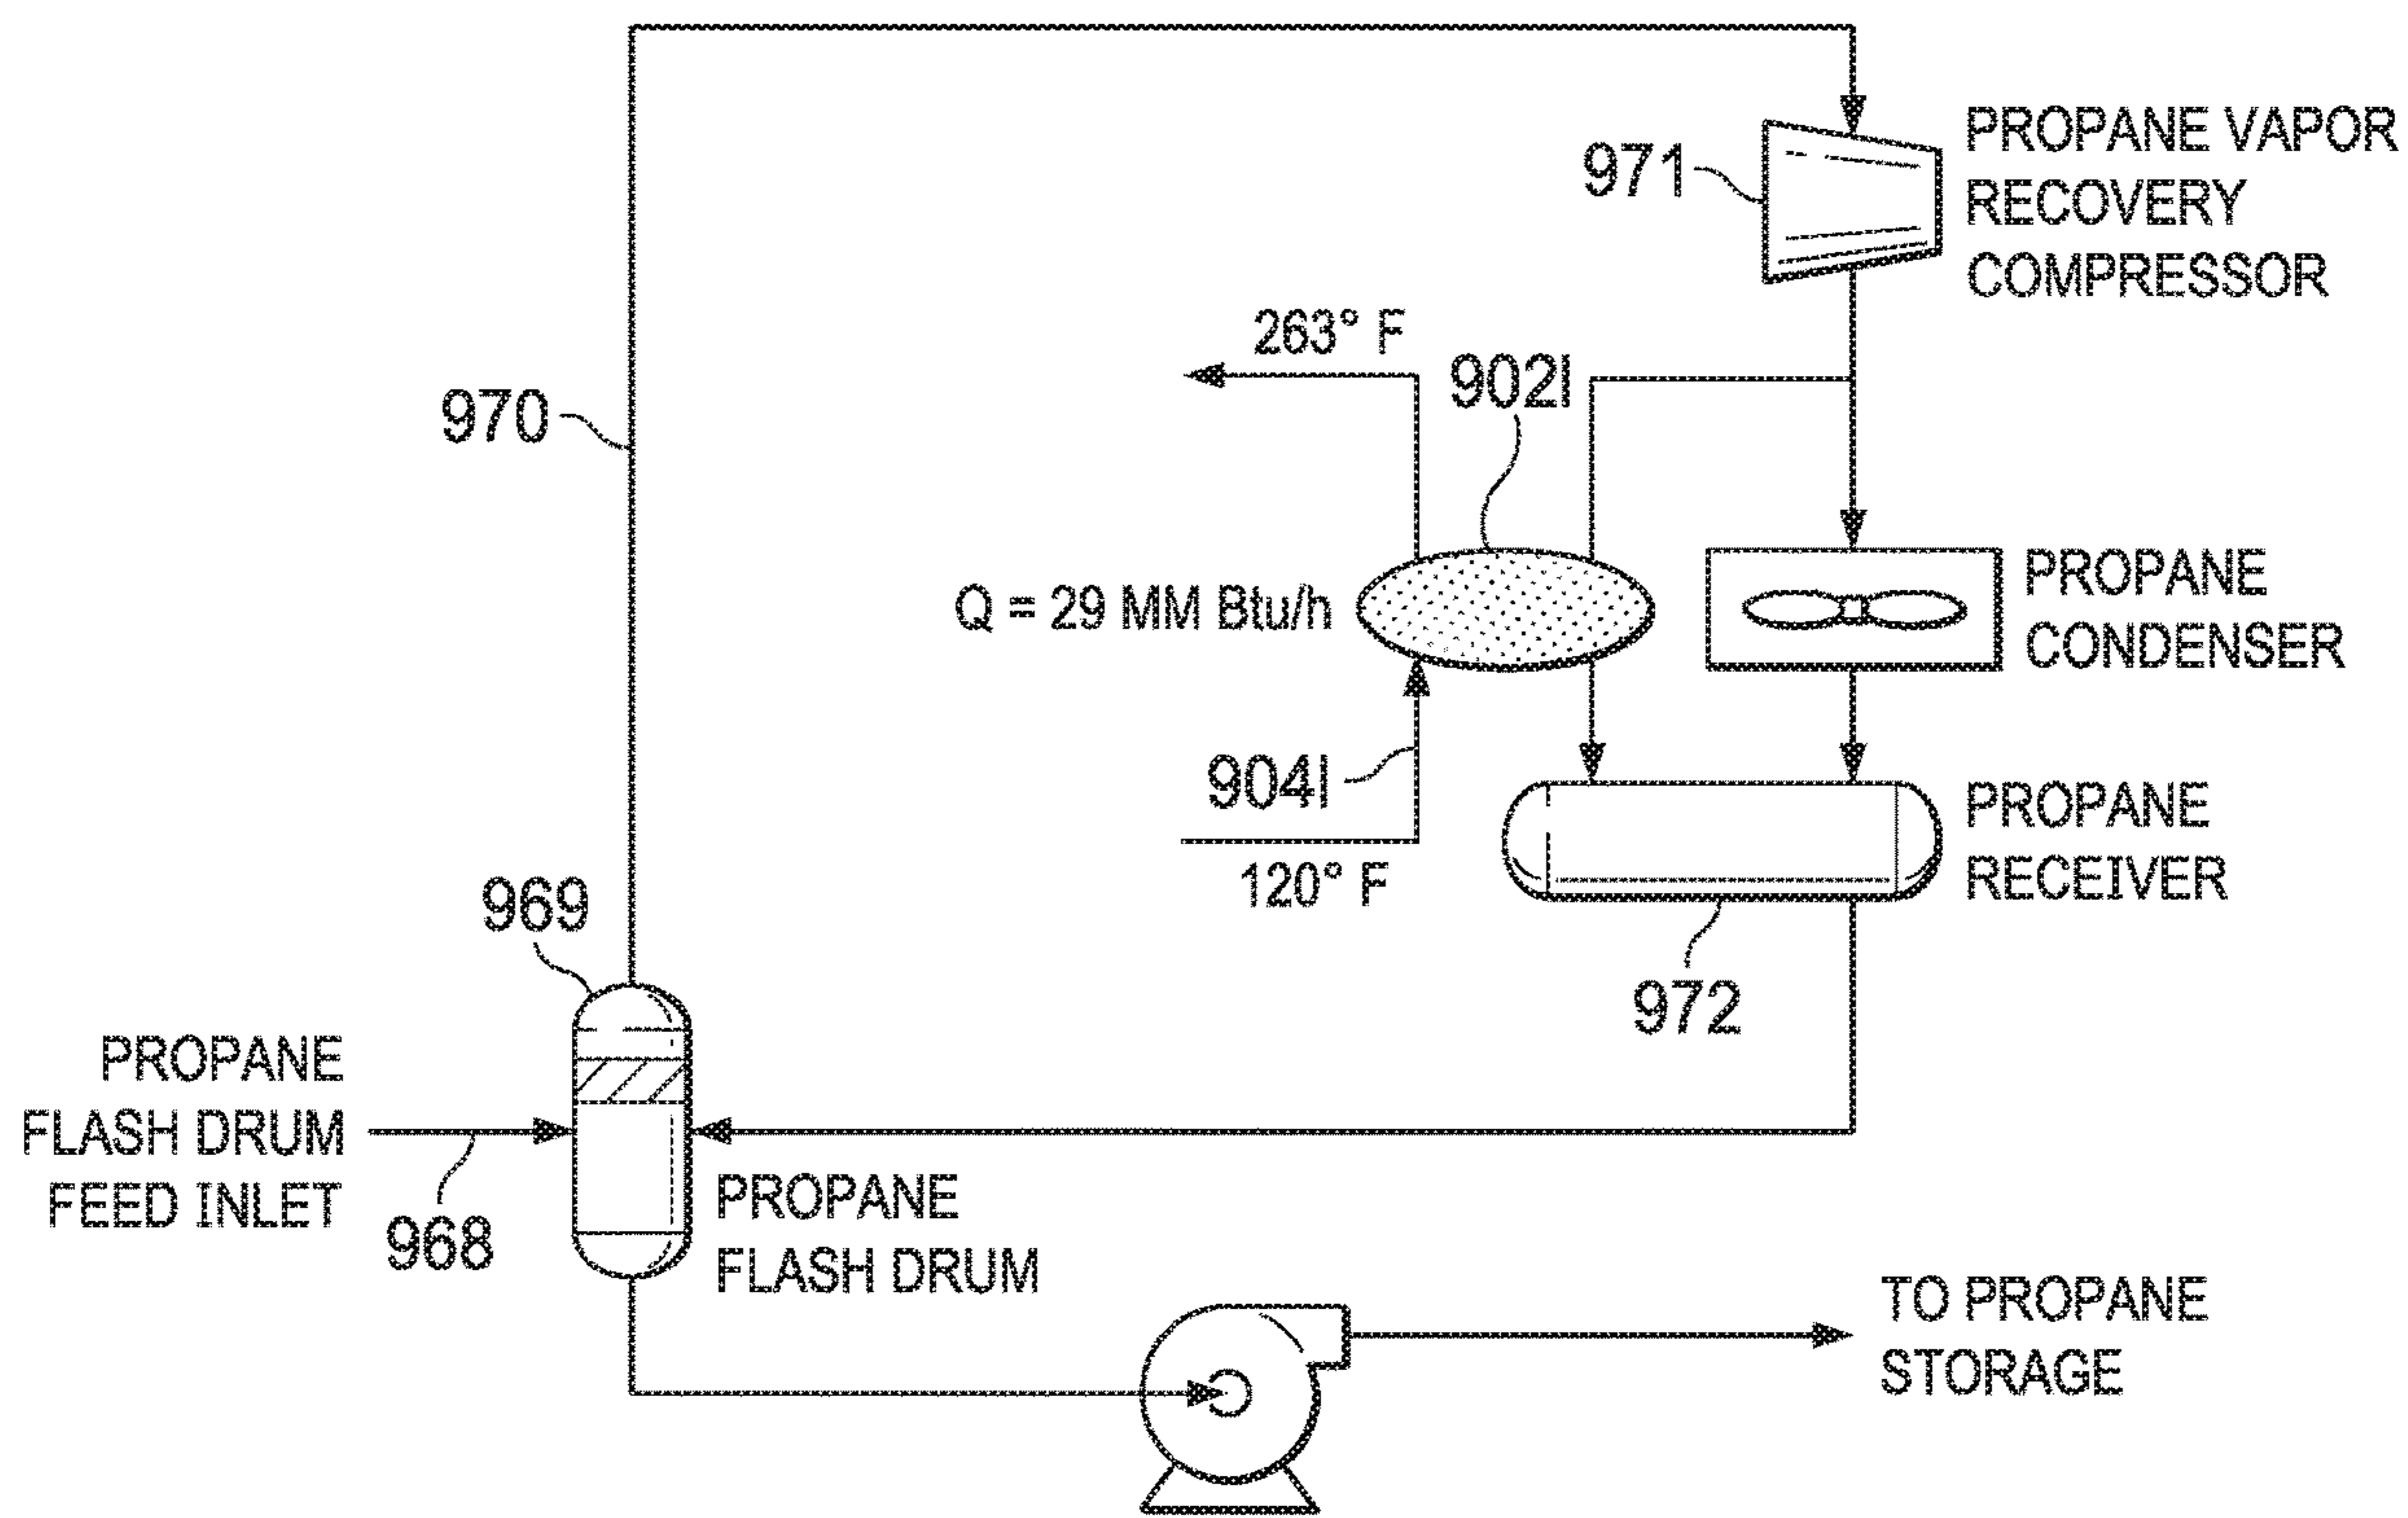 971
PROPANE VAPOR
RECOVERY
COMPRESSOR
263° F
902I
970
Q = 29 MM Btu/h
PROPANE
CONDENSER
904I
120° F
PROPANE
RECEIVER
972
969
PROPANE
FLASH DRUM
FEED INLET
968
PROPANE
FLASH DRUM
TO PROPANE
STORAGE